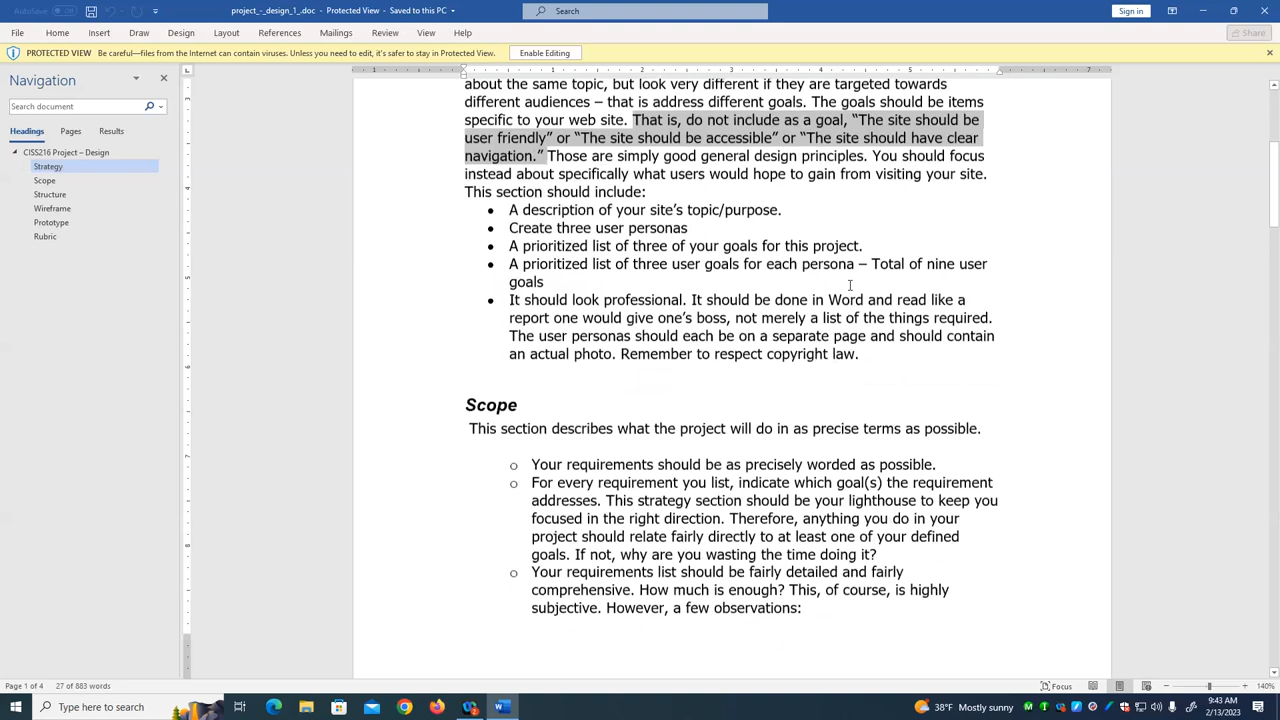 AutoSave Off
project_-_design_1_.doc - Protected View • Saved to this PC
Search
Sign in
File Home Insert Draw Design Layout References Mailings Review View Help
Share
PROTECTED VIEW Be careful—files from the Internet can contain viruses. Unless you need to edit, it's safer to stay in Protected View.
Enable Editing
Navigation
Search document
Headings Pages Results
CISS216 Project – Design
Strategy
Scope
Structure
Wireframe
Prototype
Rubric
about the same topic, but look very different if they are targeted towards
different audiences – that is address different goals. The goals should be items
specific to your web site. That is, do not include as a goal, “The site should be
user friendly” or “The site should be accessible” or “The site should have clear
navigation.” Those are simply good general design principles. You should focus
instead about specifically what users would hope to gain from visiting your site.
This section should include:
• A description of your site’s topic/purpose.
• Create three user personas
• A prioritized list of three of your goals for this project.
• A prioritized list of three user goals for each persona – Total of nine user
goals
• It should look professional. It should be done in Word and read like a
report one would give one’s boss, not merely a list of the things required.
The user personas should each be on a separate page and should contain
an actual photo. Remember to respect copyright law.
Scope
This section describes what the project will do in as precise terms as possible.
o Your requirements should be as precisely worded as possible.
o For every requirement you list, indicate which goal(s) the requirement
addresses. This strategy section should be your lighthouse to keep you
focused in the right direction. Therefore, anything you do in your
project should relate fairly directly to at least one of your defined
goals. If not, why are you wasting the time doing it?
o Your requirements list should be fairly detailed and fairly
comprehensive. How much is enough? This, of course, is highly
subjective. However, a few observations:
Page 1 of 4 27 of 883 words
Focus
140%
Type here to search
38°F Mostly sunny
9:43 AM
2/13/2023